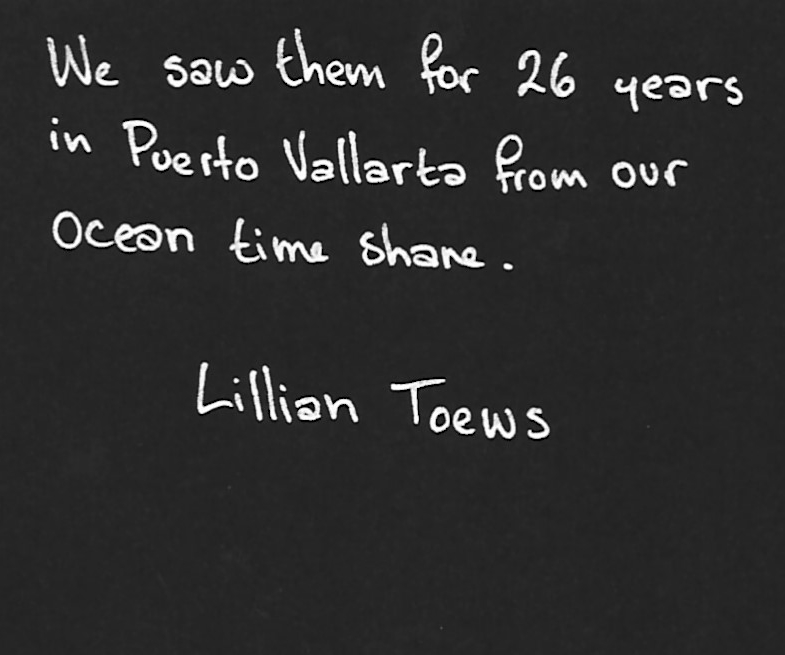 We saw them for 26 years
in Puerto Vallarta from our
Ocean time share.
Lillian Toews